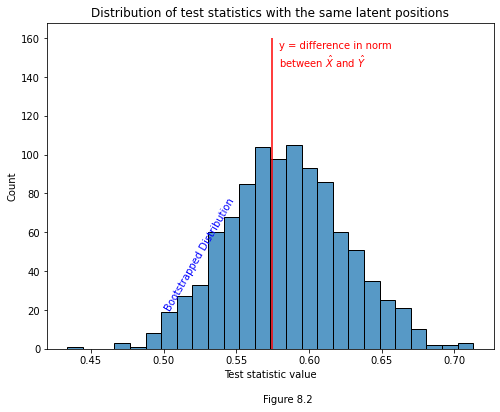 Distribution of test statistics with the same latent positions
160
140
120
100
80
60
40
20
0
Count
y = difference in norm
between X̂ and Ŷ
Bootstrapped Distribution
0.45 0.50 0.55 0.60 0.65 0.70
Test statistic value
Figure 8.2